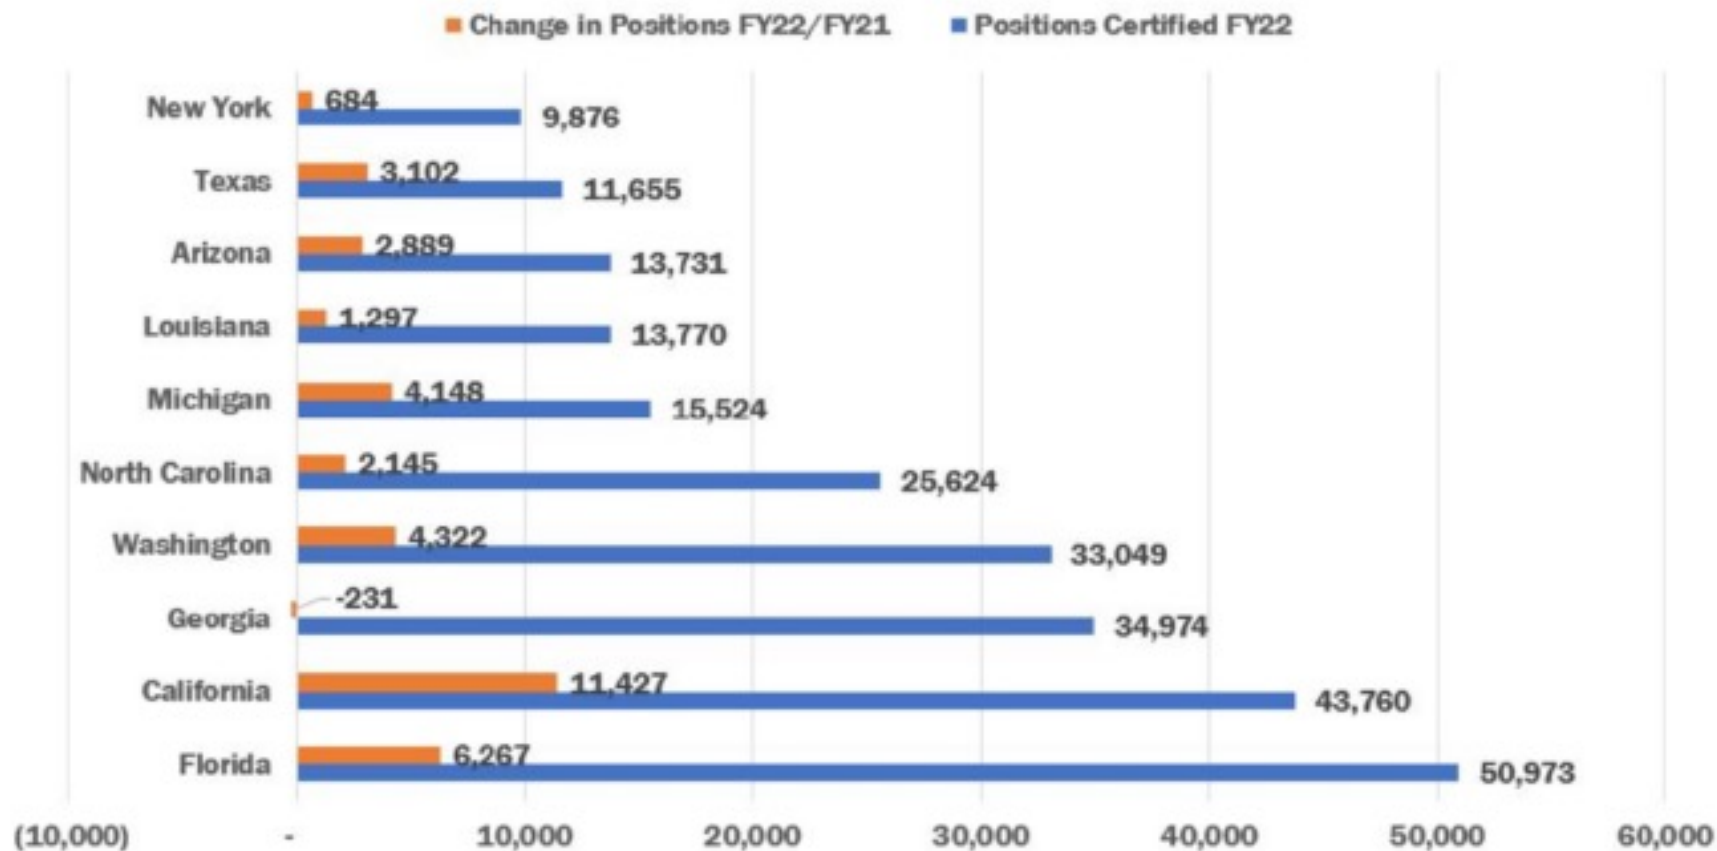 Change in Positions FY22/FY21 Positions Certified FY22
New York 684 9,876
Texas 3,102 11,655
Arizona 2,889 13,731
Louisiana 1,297 13,770
Michigan 4,148 15,524
North Carolina 2,145 25,624
Washington 4,322 33,049
Georgia -231 34,974
California 11,427 43,760
Florida 6,267 50,973
(10,000) - 10,000 20,000 30,000 40,000 50,000 60,000